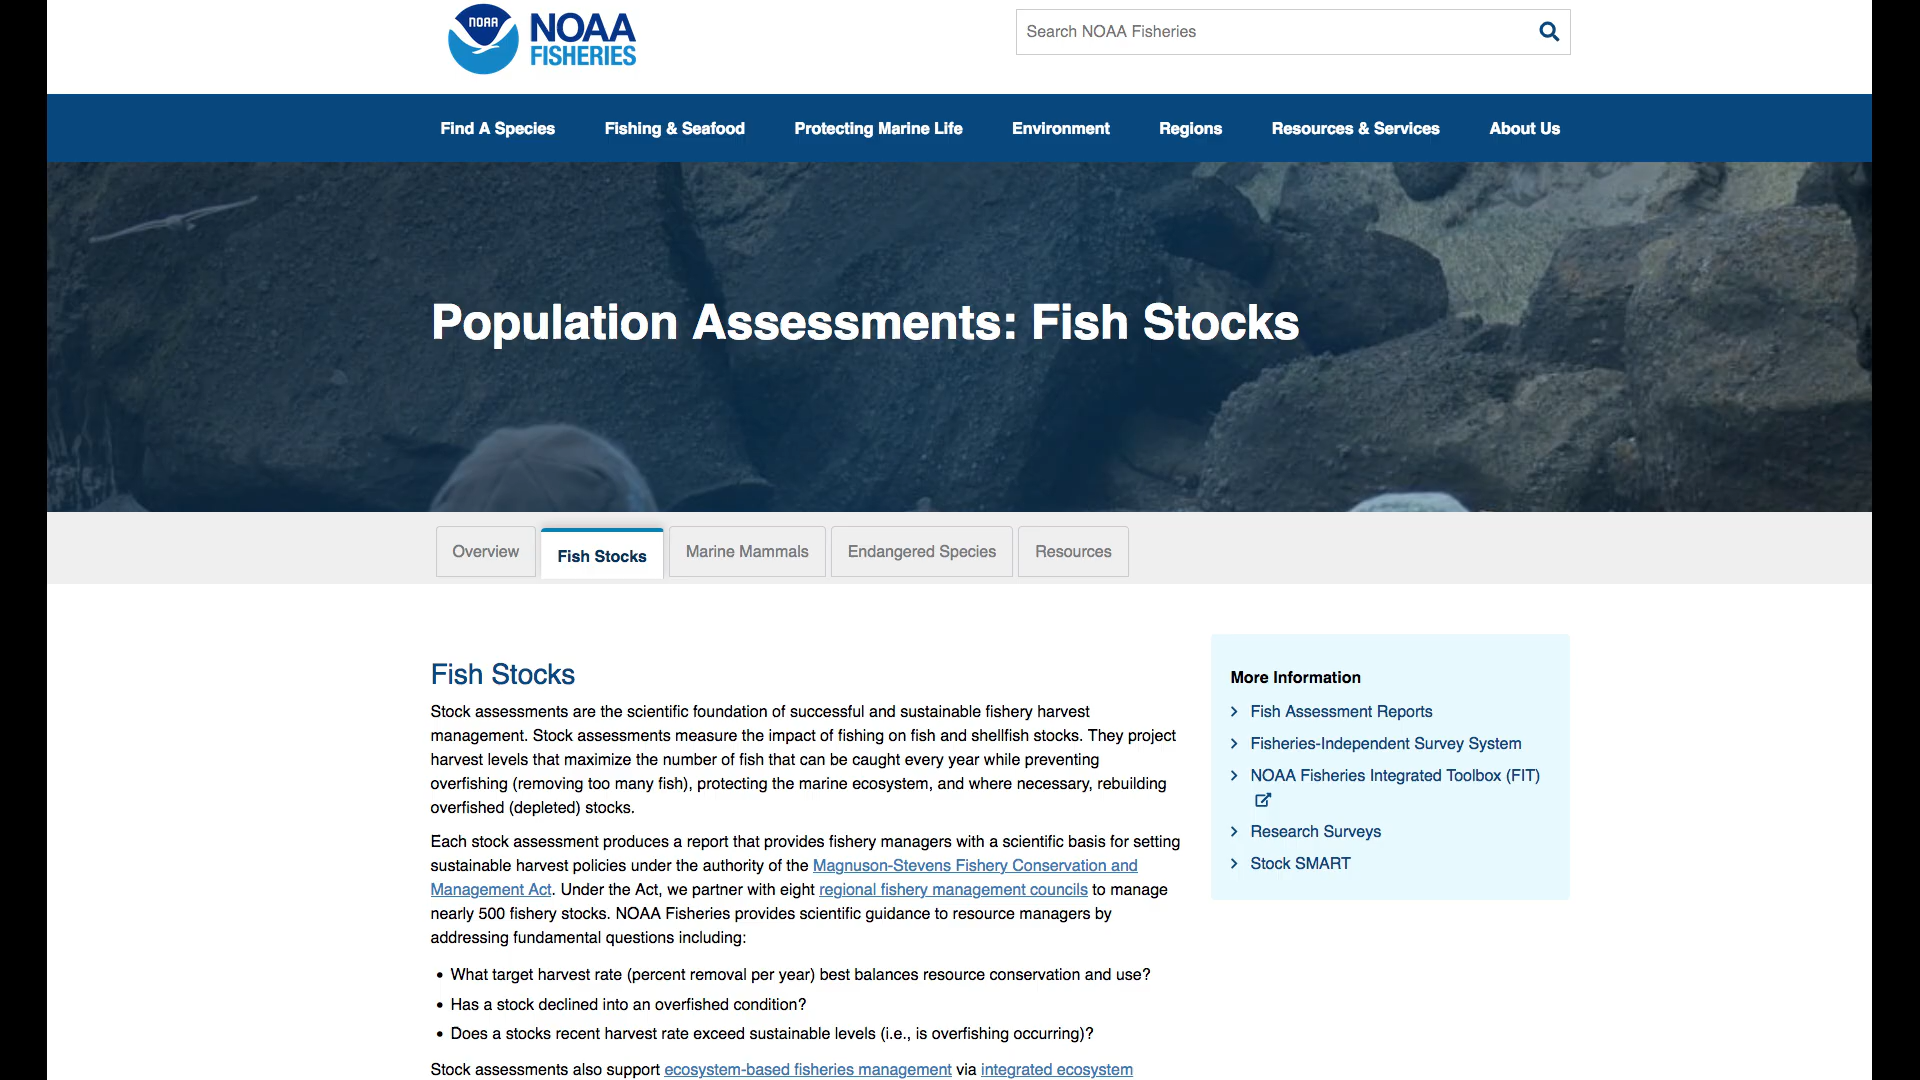 NOAA
NOAA
FISHERIES
Search NOAA Fisheries
Find A Species Fishing & Seafood Protecting Marine Life Environment Regions Resources & Services About Us
Population Assessments: Fish Stocks
Overview Fish Stocks Marine Mammals Endangered Species Resources
Fish Stocks
Stock assessments are the scientific foundation of successful and sustainable fishery harvest
management. Stock assessments measure the impact of fishing on fish and shellfish stocks. They project
harvest levels that maximize the number of fish that can be caught every year while preventing
overfishing (removing too many fish), protecting the marine ecosystem, and where necessary, rebuilding
overfished (depleted) stocks.
Each stock assessment produces a report that provides fishery managers with a scientific basis for setting
sustainable harvest policies under the authority of the Magnuson-Stevens Fishery Conservation and
Management Act. Under the Act, we partner with eight regional fishery management councils to manage
nearly 500 fishery stocks. NOAA Fisheries provides scientific guidance to resource managers by
addressing fundamental questions including:
• What target harvest rate (percent removal per year) best balances resource conservation and use?
• Has a stock declined into an overfished condition?
• Does a stocks recent harvest rate exceed sustainable levels (i.e., is overfishing occurring)?
Stock assessments also support ecosystem-based fisheries management via integrated ecosystem
More Information
Fish Assessment Reports
Fisheries-Independent Survey System
NOAA Fisheries Integrated Toolbox (FIT)
Research Surveys
Stock SMART